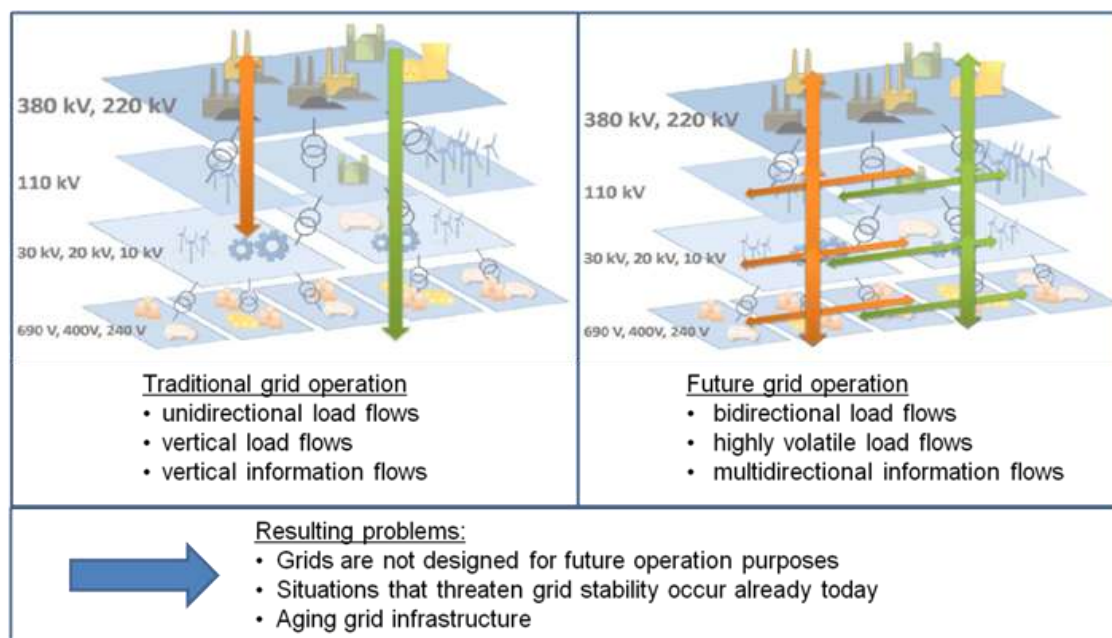 380 kV, 220 kV
110 kV
30 kV, 20 kV, 10 kV
690 V, 400V, 240 V
Traditional grid operation
• unidirectional load flows
• vertical load flows
• vertical information flows
380 kV, 220 kV
110 kV
30 kV, 20 kV, 10 kV
690 V, 400V, 240 V
Future grid operation
• bidirectional load flows
• highly volatile load flows
• multidirectional information flows
Resulting problems:
• Grids are not designed for future operation purposes
• Situations that threaten grid stability occur already today
• Aging grid infrastructure